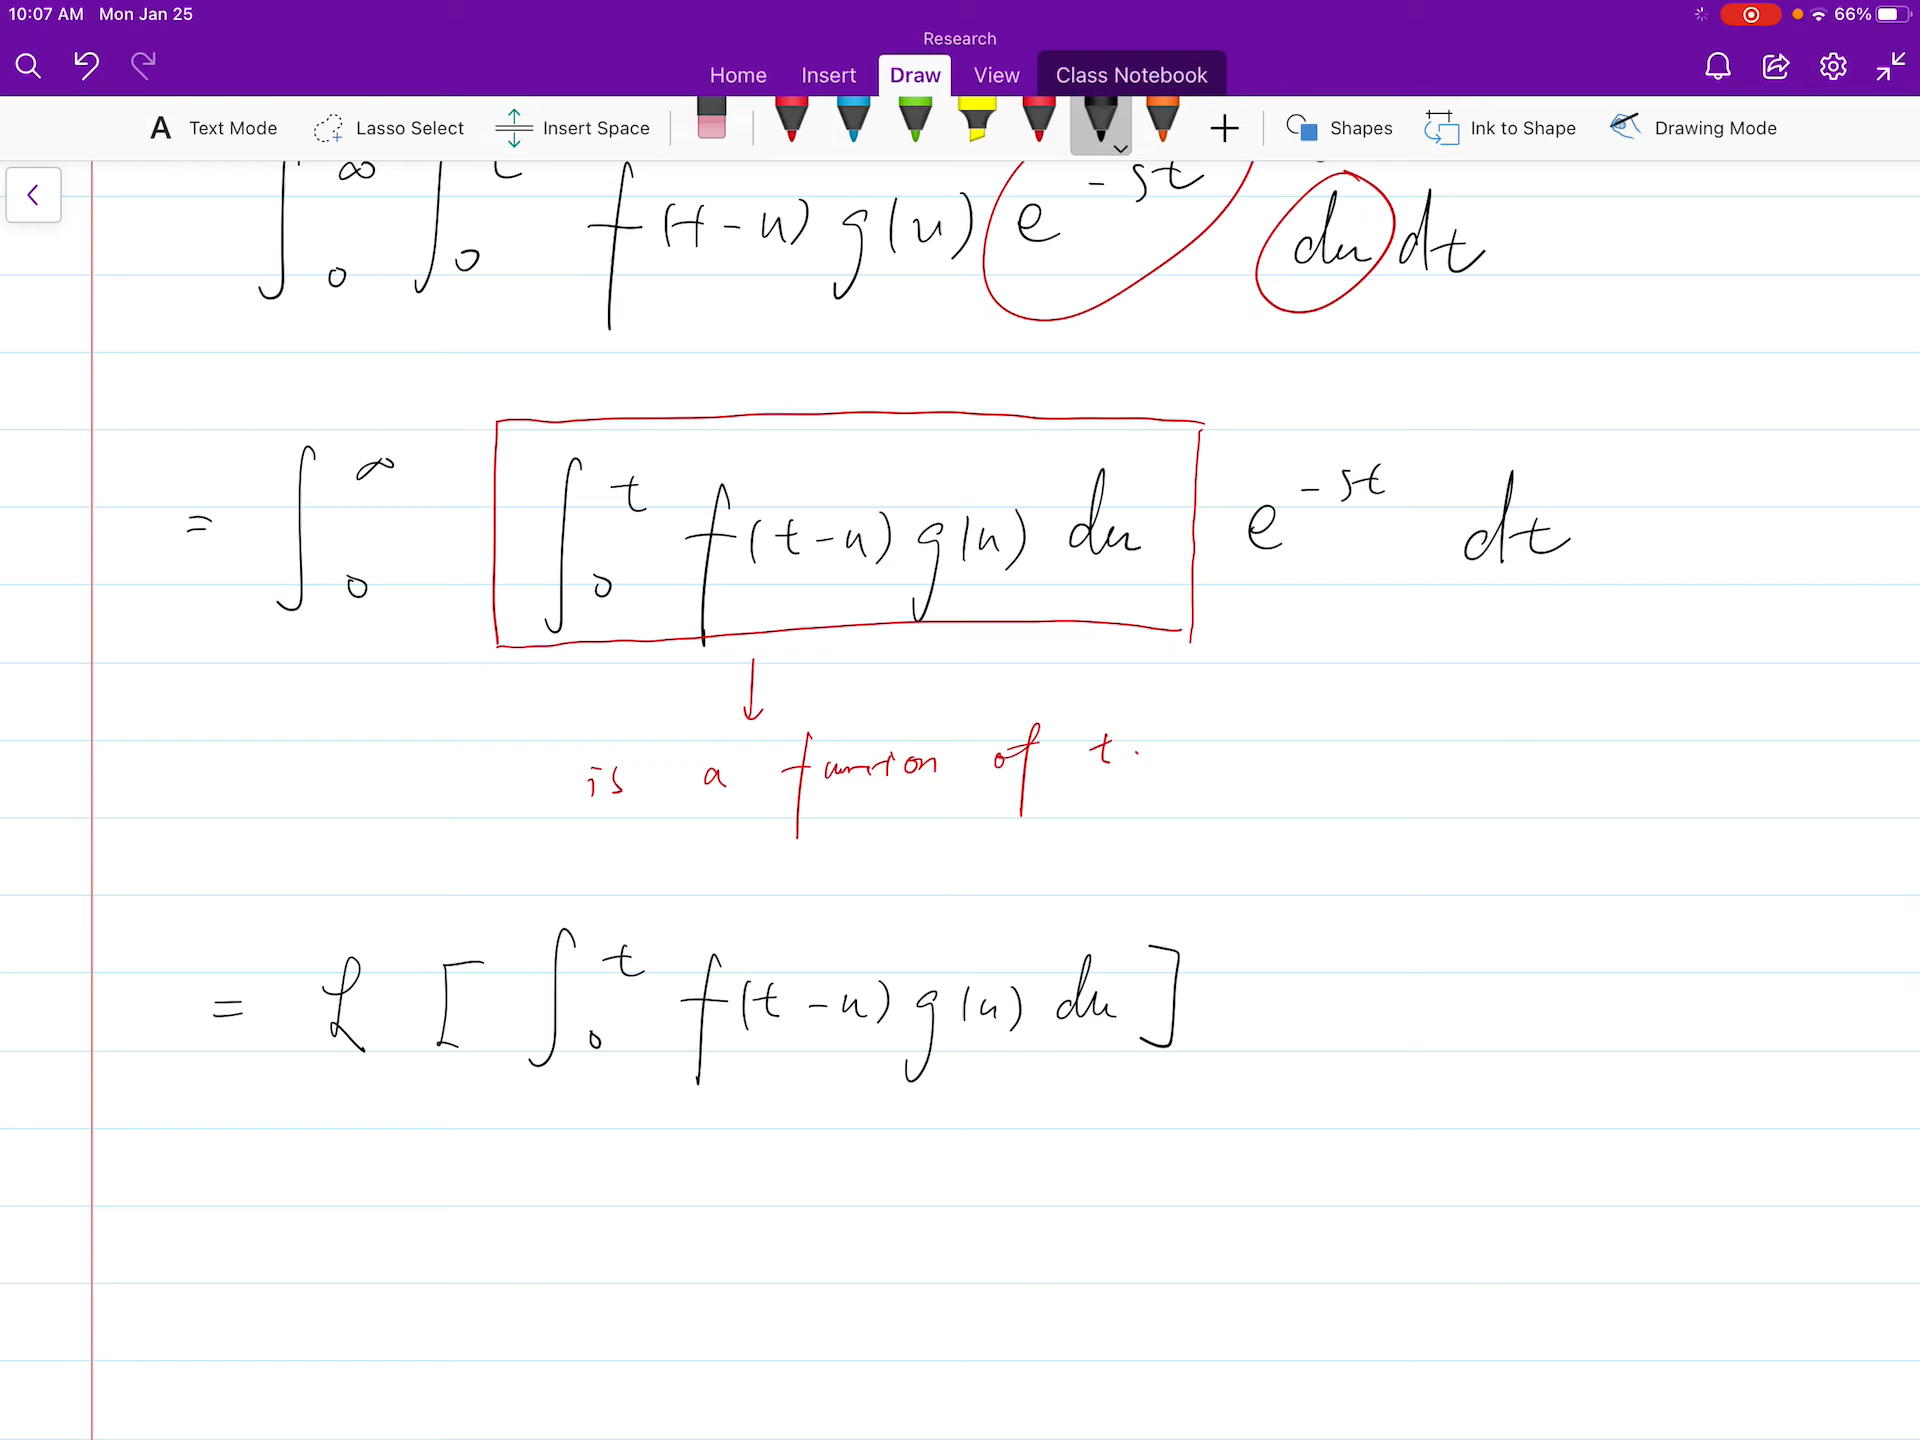 10:07 AM Mon Jan 25 66%
Research
Home Insert Draw View Class Notebook
A Text Mode Lasso Select Insert Space Shapes Ink to Shape Drawing Mode
∫₀^∞ ∫₀^t f(t-u) g(u) e^{-st} du dt
= ∫₀^∞ ∫₀^t f(t-u) g(u) du e^{-st} dt
↓
is a function of t.
= ℒ [ ∫₀^t f(t-u) g(u) du ]